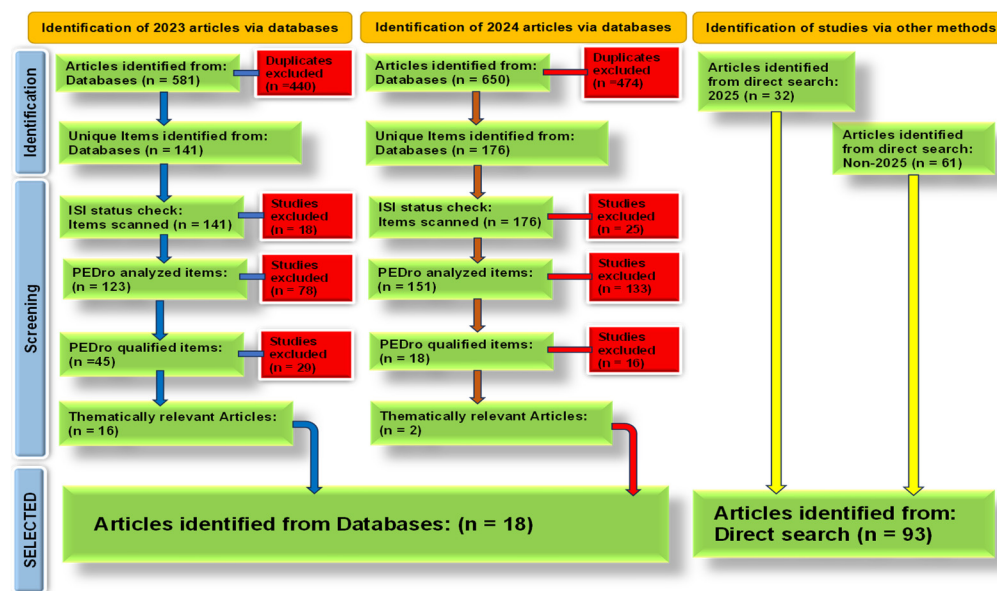 Identification of 2023 articles via databases
Identification of 2024 articles via databases
Identification of studies via other methods
Identification
Articles identified from:
Databases (n = 581)
Duplicates
excluded
(n =440)
Articles identified from:
Databases (n = 650)
Duplicates
excluded
(n =474)
Articles identified
from direct search:
2025 (n = 32)
Unique Items identified from:
Databases (n = 141)
Unique Items identified from:
Databases (n = 176)
Articles identified
from direct search:
Non-2025 (n = 61)
Screening
ISI status check:
Items scanned (n = 141)
Studies
excluded
(n = 18)
ISI status check:
Items scanned (n = 176)
Studies
excluded
(n = 25)
PEDro analyzed items:
(n = 123)
Studies
excluded
(n = 78)
PEDro analyzed items:
(n = 151)
Studies
excluded
(n = 133)
PEDro qualified items:
(n =45)
Studies
excluded
(n = 29)
PEDro qualified items:
(n = 18)
Studies
excluded
(n = 16)
Thematically relevant Articles:
(n = 16)
Thematically relevant Articles:
(n = 2)
SELECTED
Articles identified from Databases: (n = 18)
Articles identified from:
Direct search (n = 93)